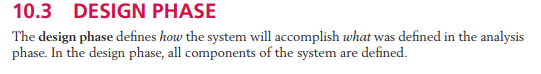 10.3 DESIGN PHASE
The design phase defines how the system will accomplish what was defined in the analysis
phase. In the design phase, all components of the system are defined.